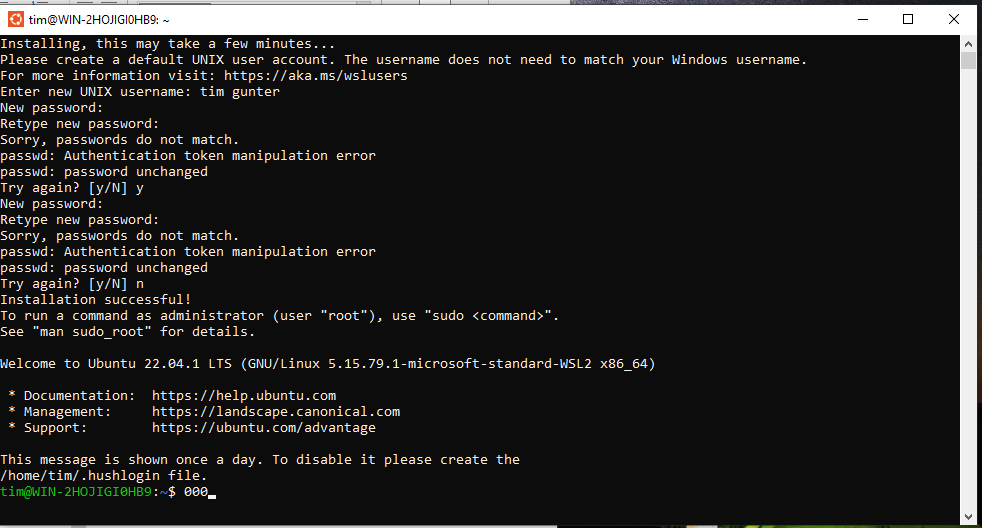 tim@WIN-2HOJIGI0HB9: ~
Installing, this may take a few minutes...
Please create a default UNIX user account. The username does not need to match your Windows username.
For more information visit: https://aka.ms/wslusers
Enter new UNIX username: tim gunter
New password:
Retype new password:
Sorry, passwords do not match.
passwd: Authentication token manipulation error
passwd: password unchanged
Try again? [y/N] y
New password:
Retype new password:
Sorry, passwords do not match.
passwd: Authentication token manipulation error
passwd: password unchanged
Try again? [y/N] n
Installation successful!
To run a command as administrator (user "root"), use "sudo <command>".
See "man sudo_root" for details.

Welcome to Ubuntu 22.04.1 LTS (GNU/Linux 5.15.79.1-microsoft-standard-WSL2 x86_64)

 * Documentation:  https://help.ubuntu.com
 * Management:     https://landscape.canonical.com
 * Support:        https://ubuntu.com/advantage

This message is shown once a day. To disable it please create the
/home/tim/.hushlogin file.
tim@WIN-2HOJIGI0HB9:~$ 000